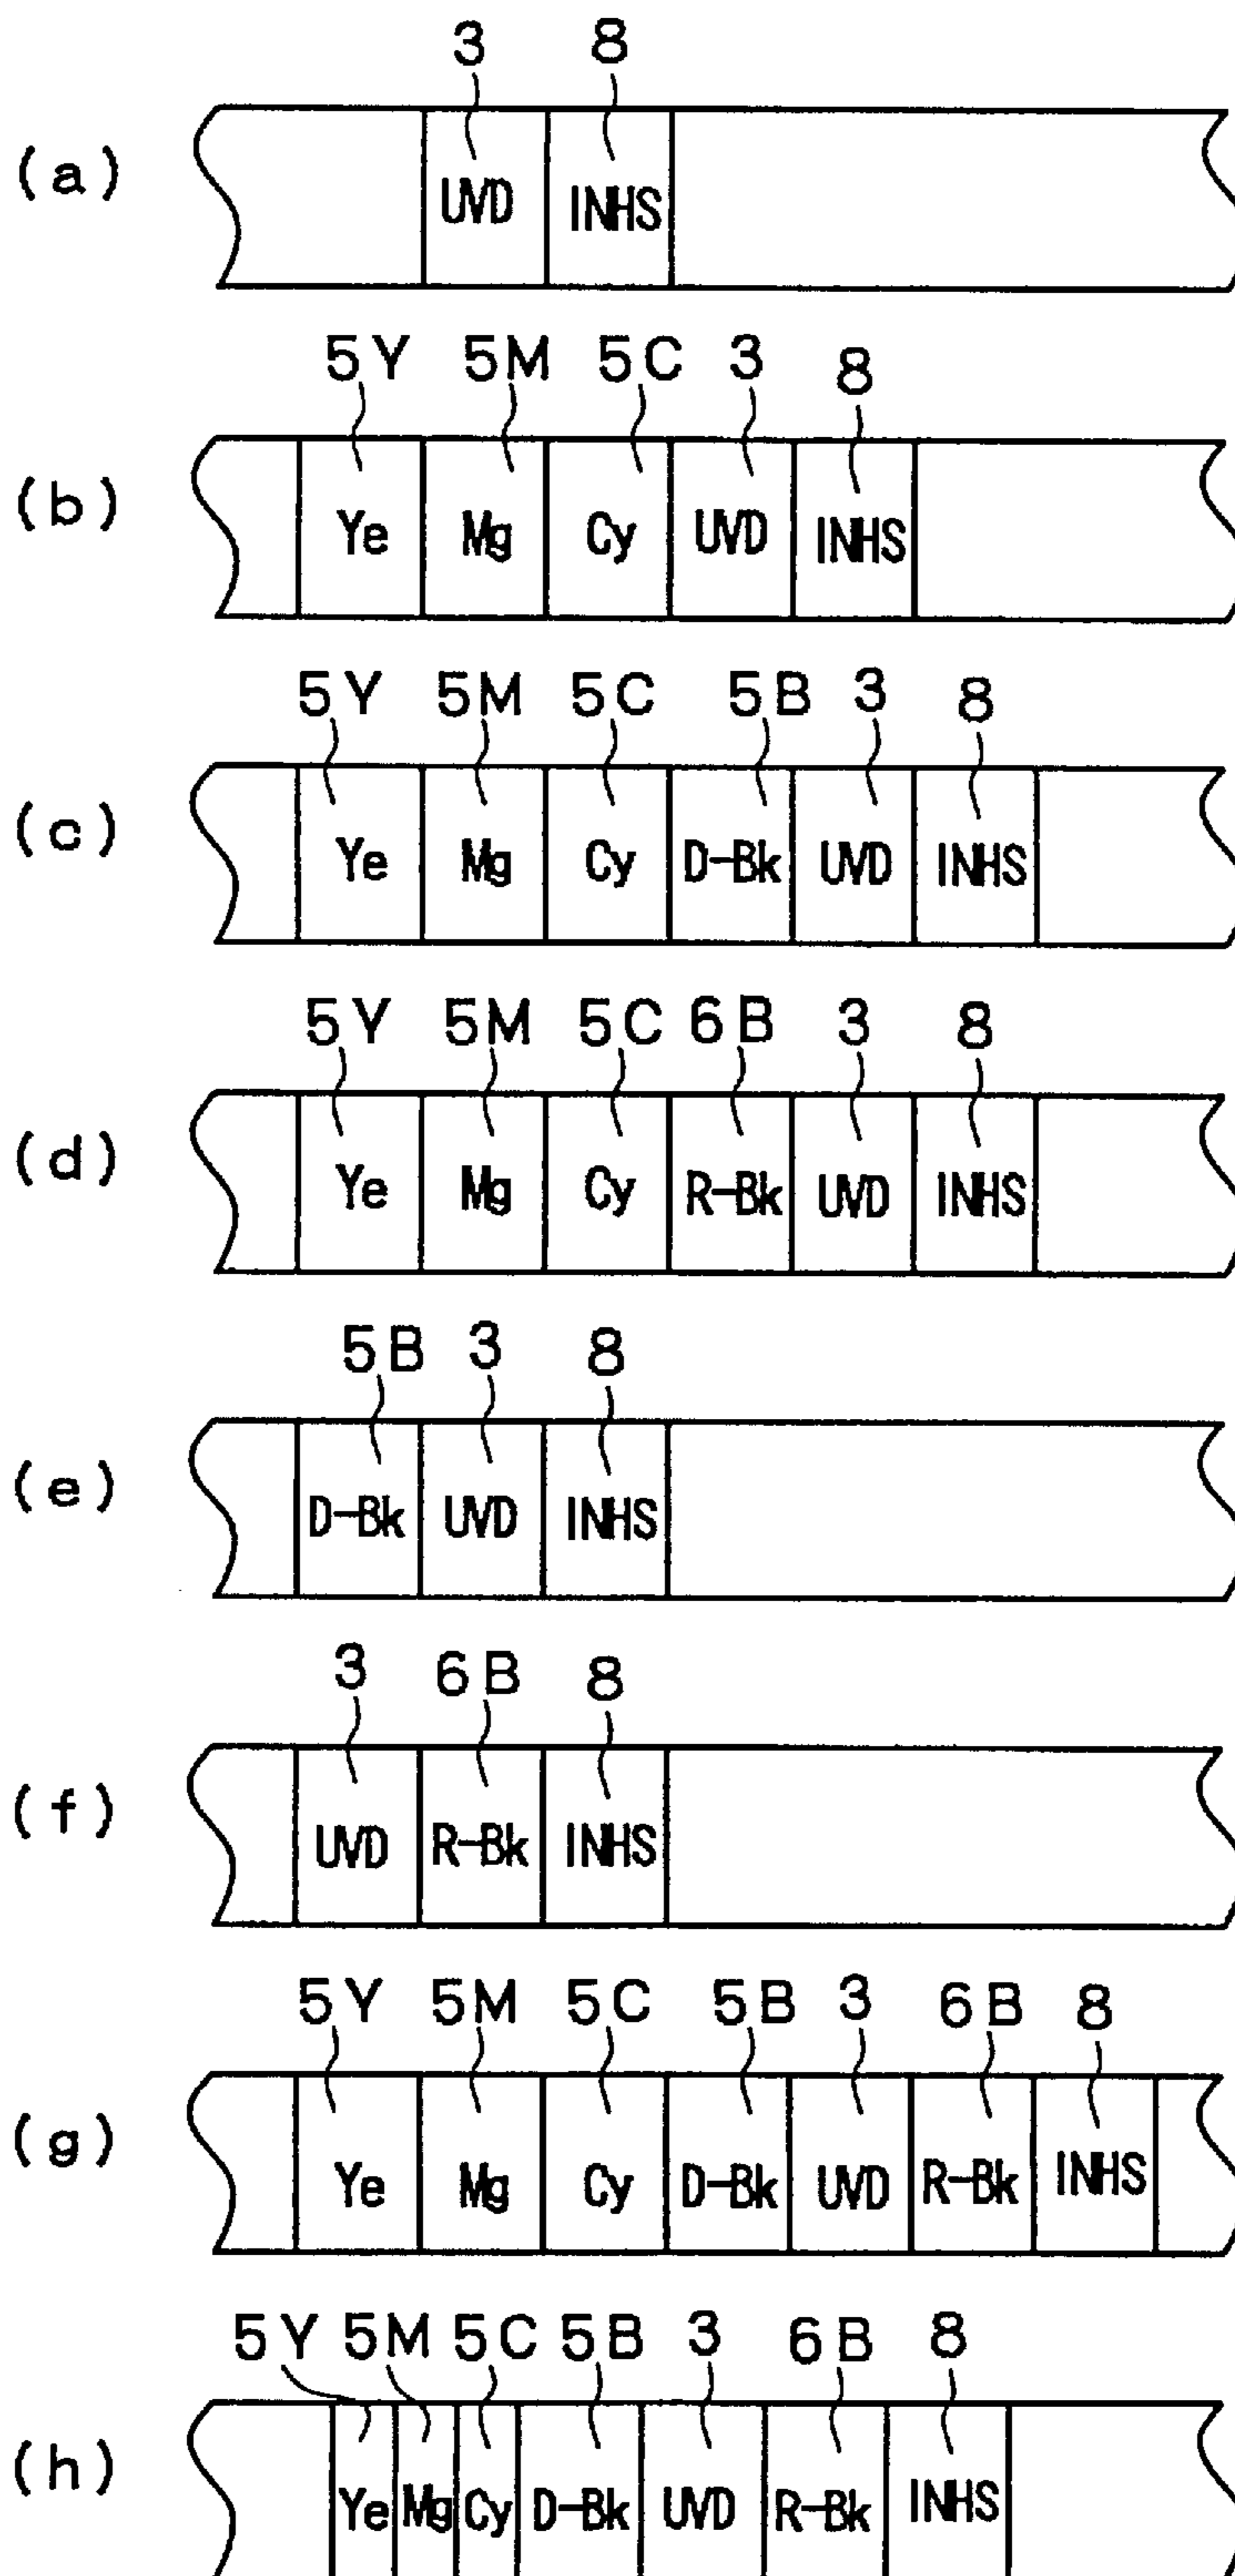 3 8
(a) UVD INHS
5Y 5M 5C 3 8
(b) Ye Mg Cy UVD INHS
5Y 5M 5C 5B 3 8
(c) Ye Mg Cy D-Bk UVD INHS
5Y 5M 5C 6B 3 8
(d) Ye Mg Cy R-Bk UVD INHS
5B 3 8
(e) D-Bk UVD INHS
3 6B 8
(f) UVD R-Bk INHS
5Y 5M 5C 5B 3 6B 8
(g) Ye Mg Cy D-Bk UVD R-Bk INHS
5Y 5M 5C 5B 3 6B 8
(h) Ye Mg Cy D-Bk UVD R-Bk INHS